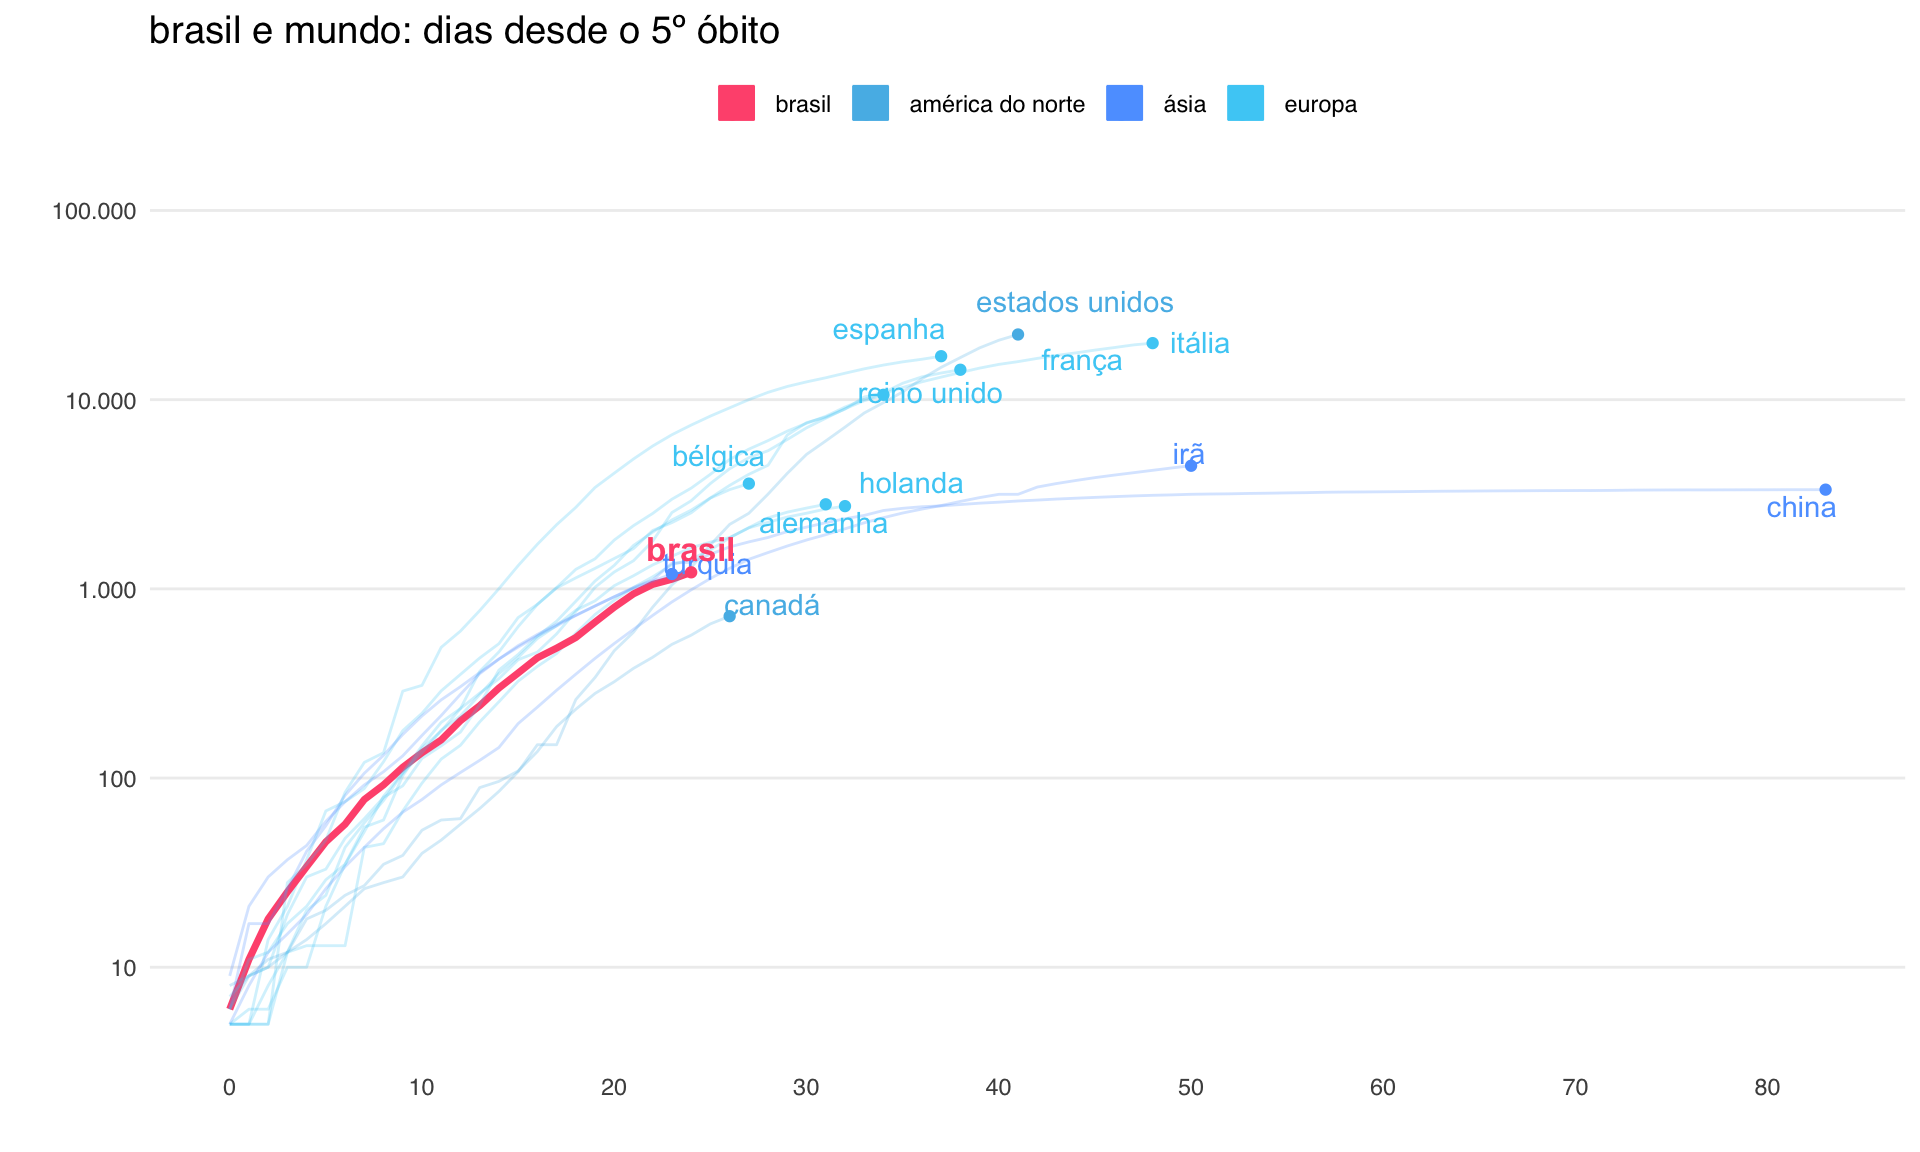 brasil e mundo: dias desde o 5º óbito
brasil américa do norte ásia europa
100.000
estados unidos
espanha
itália
frança
10.000
reino unido
bélgica
irã
holanda
china
alemanha
brasil
turquia
1.000
canadá
100
10
0 10 20 30 40 50 60 70 80